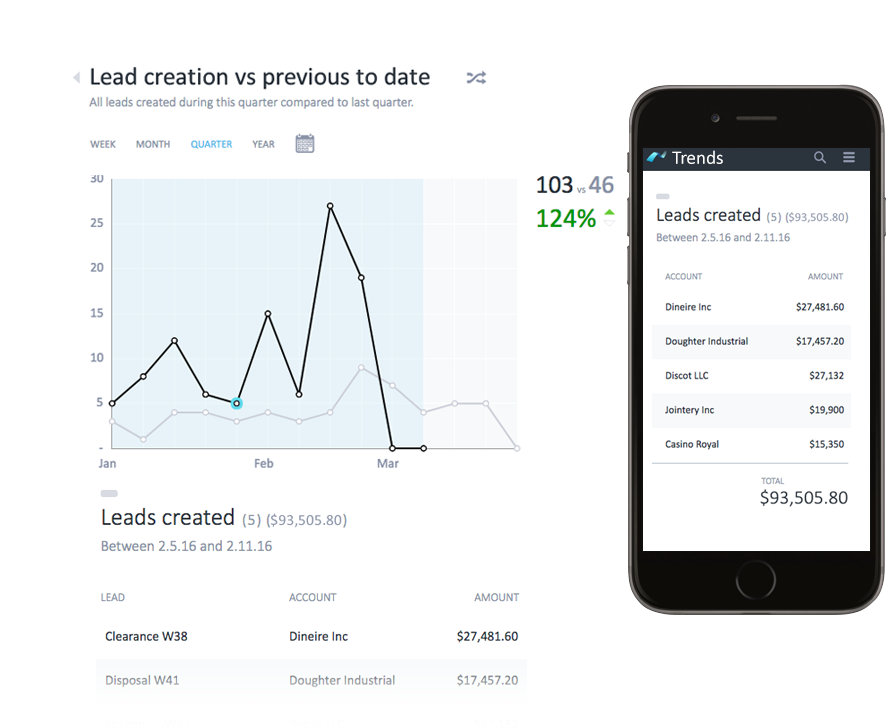 Lead creation vs previous to date
All leads created during this quarter compared to last quarter.
WEEK MONTH QUARTER YEAR
103 vs 46
124%
30
25
20
15
10
5
-
Jan Feb Mar
Leads created (5) ($93,505.80)
Between 2.5.16 and 2.11.16
LEAD ACCOUNT AMOUNT
Clearance W38 Dineire Inc $27,481.60
Disposal W41 Doughter Industrial $17,457.20
Trends
Leads created (5) ($93,505.80)
Between 2.5.16 and 2.11.16
ACCOUNT AMOUNT
Dineire Inc $27,481.60
Doughter Industrial $17,457.20
Discot LLC $27,132
Jointery Inc $19,900
Casino Royal $15,350
TOTAL
$93,505.80